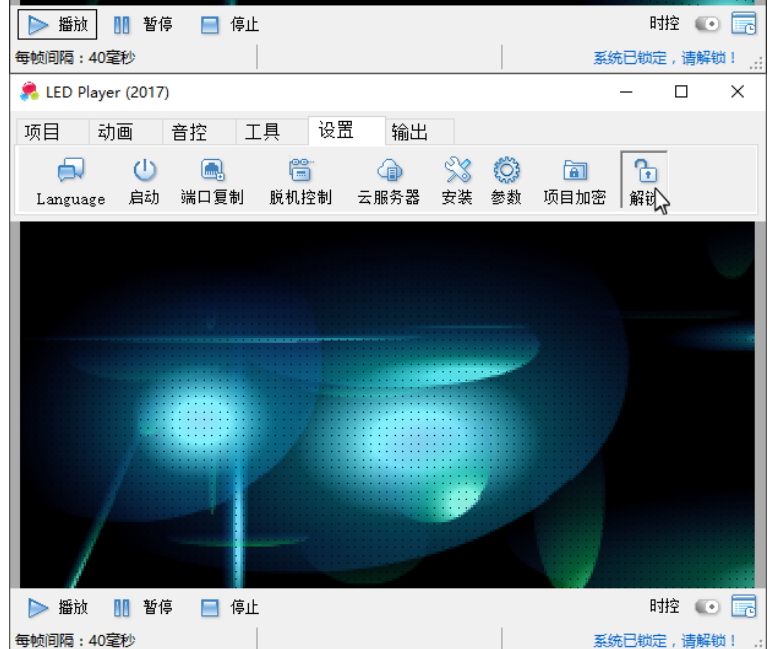 播放 暂停 停止 时控
每帧间隔：40毫秒 系统已锁定，请解锁！
LED Player (2017)
项目 动画 音控 工具 设置 输出
Language 启动 端口复制 脱机控制 云服务器 安装 参数 项目加密 解锁
播放 暂停 停止 时控
每帧间隔：40毫秒 系统已锁定，请解锁！